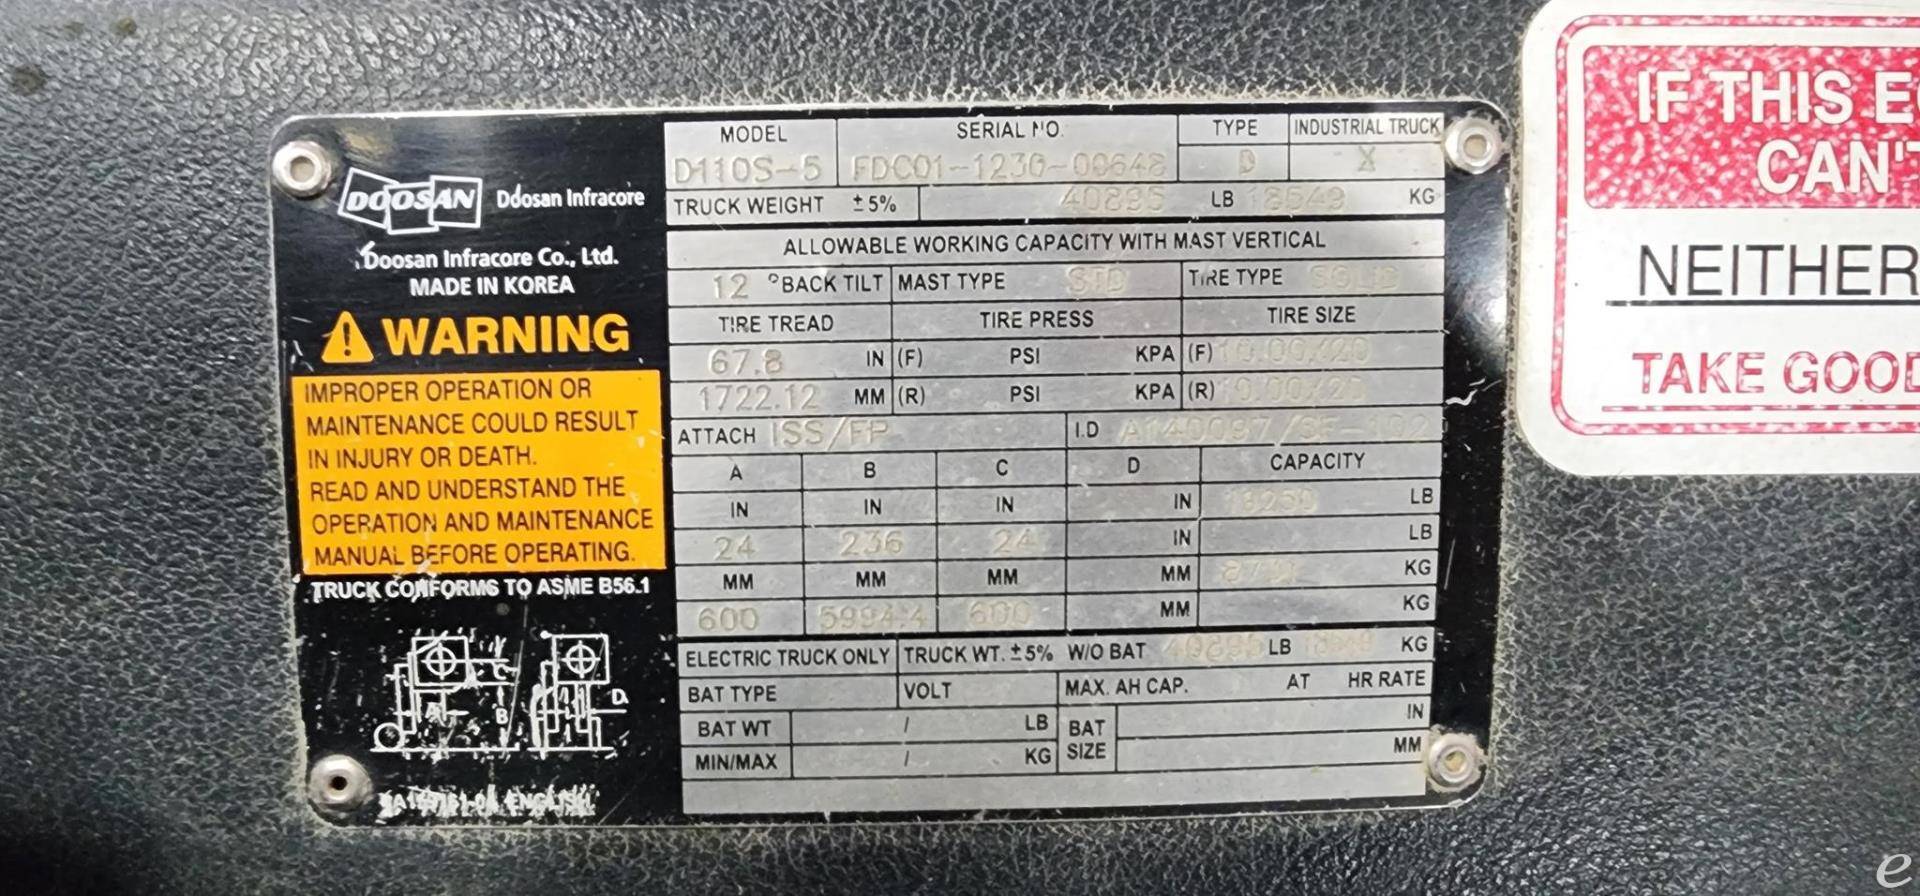 DOOSAN Doosan Infracore
Doosan Infracore Co., Ltd.
MADE IN KOREA
WARNING
IMPROPER OPERATION OR
MAINTENANCE COULD RESULT
IN INJURY OR DEATH.
READ AND UNDERSTAND THE
OPERATION AND MAINTENANCE
MANUAL BEFORE OPERATING.
TRUCK CONFORMS TO ASME B56.1
A C B D
ENGLISH
MODEL SERIAL NO. TYPE INDUSTRIAL TRUCK
D110S-5 FDC01-1230-00648 D X
TRUCK WEIGHT ±5% 40895 LB 18549 KG
ALLOWABLE WORKING CAPACITY WITH MAST VERTICAL
12 °BACK TILT MAST TYPE STD TIRE TYPE SOLID
TIRE TREAD TIRE PRESS TIRE SIZE
67.8 IN (F) PSI KPA (F) 10.00X20
1722.12 MM (R) PSI KPA (R) 10.00X20
ATTACH ISS/FP I.D
A B C D CAPACITY
IN IN IN IN LB
24 236 24 IN LB
MM MM MM MM KG
600 5994.4 600 MM KG
ELECTRIC TRUCK ONLY TRUCK WT. ±5% W/O BAT 40895 LB 18549 KG
BAT TYPE VOLT MAX. AH CAP. AT HR RATE
BAT WT / LB BAT IN
MIN/MAX / KG SIZE MM
IF THIS
CAN'T
NEITHER
TAKE GOOD
e